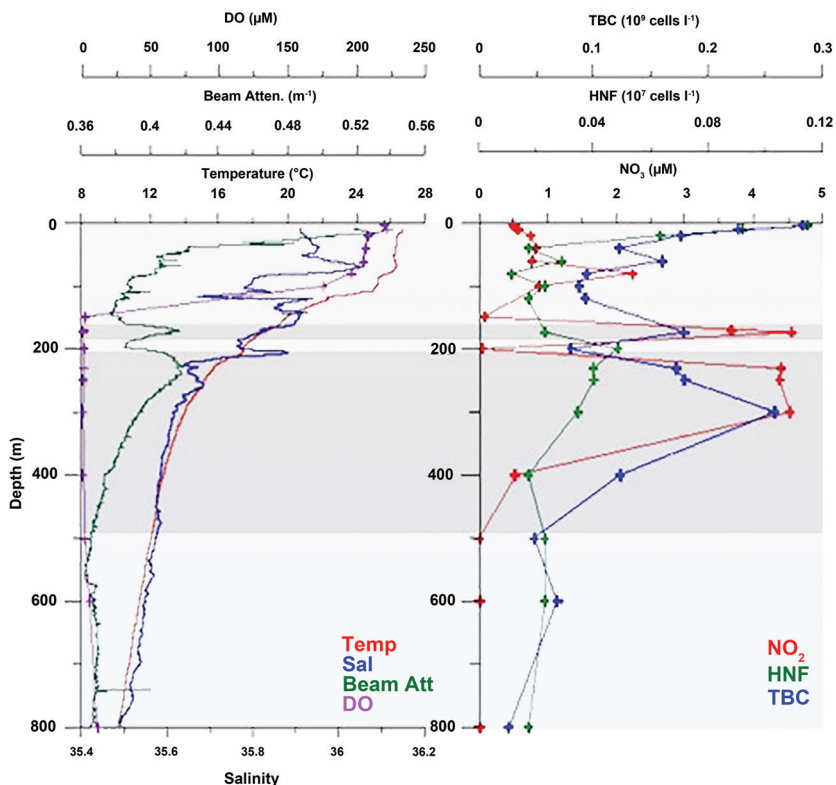 DO (µM)
0 50 100 150 200 250
Beam Atten. (m⁻¹)
0.36 0.4 0.44 0.48 0.52 0.56
Temperature (°C)
8 12 16 20 24 28
TBC (10⁹ cells l⁻¹)
0 0.1 0.2 0.3
HNF (10⁷ cells l⁻¹)
0 0.04 0.08 0.12
NO₃ (µM)
0 1 2 3 4 5
Depth (m)
0
200
400
600
800
Temp
Sal
Beam Att
DO
35.4 35.6 35.8 36 36.2
Salinity
0
200
400
600
800
NO₂
HNF
TBC